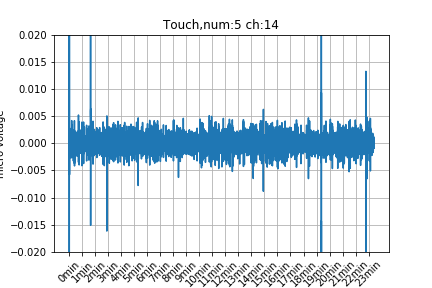 Touch,num:5 ch:14
0.020
0.015
0.010
0.005
0.000
−0.005
−0.010
−0.015
−0.020
micro voltage
0min
1min
2min
3min
4min
5min
6min
7min
8min
9min
10min
11min
12min
13min
14min
15min
16min
17min
18min
19min
20min
21min
22min
23min